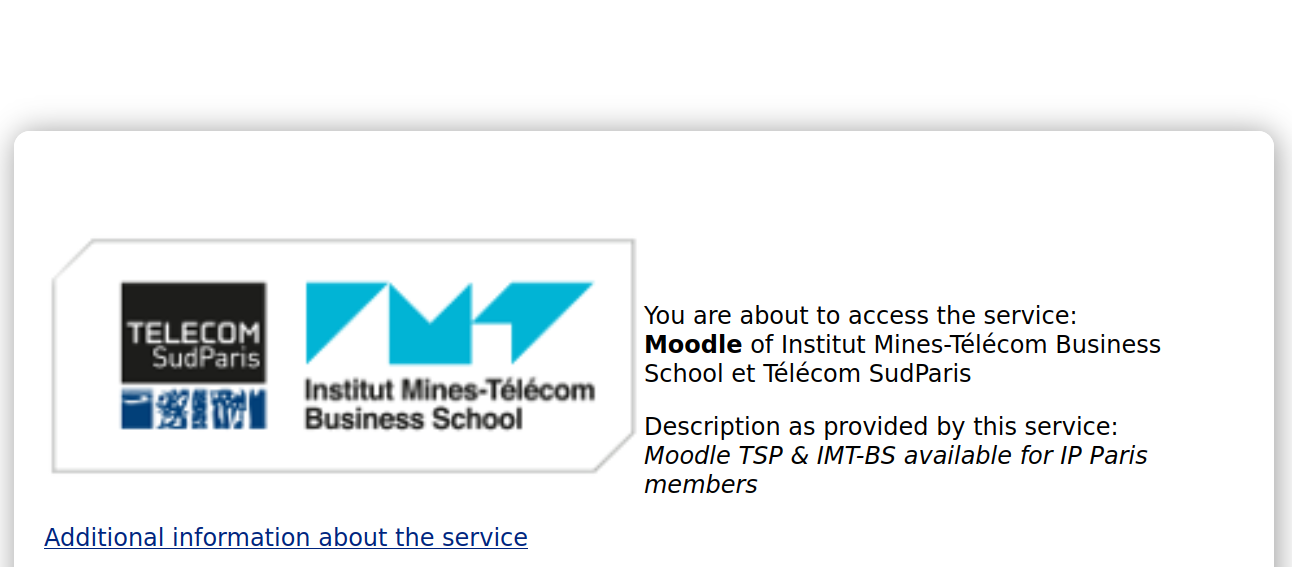 TELECOM
SudParis
Institut Mines-Télécom
Business School
You are about to access the service:
Moodle of Institut Mines-Télécom Business
School et Télécom SudParis
Description as provided by this service:
Moodle TSP & IMT-BS available for IP Paris
members
Additional information about the service